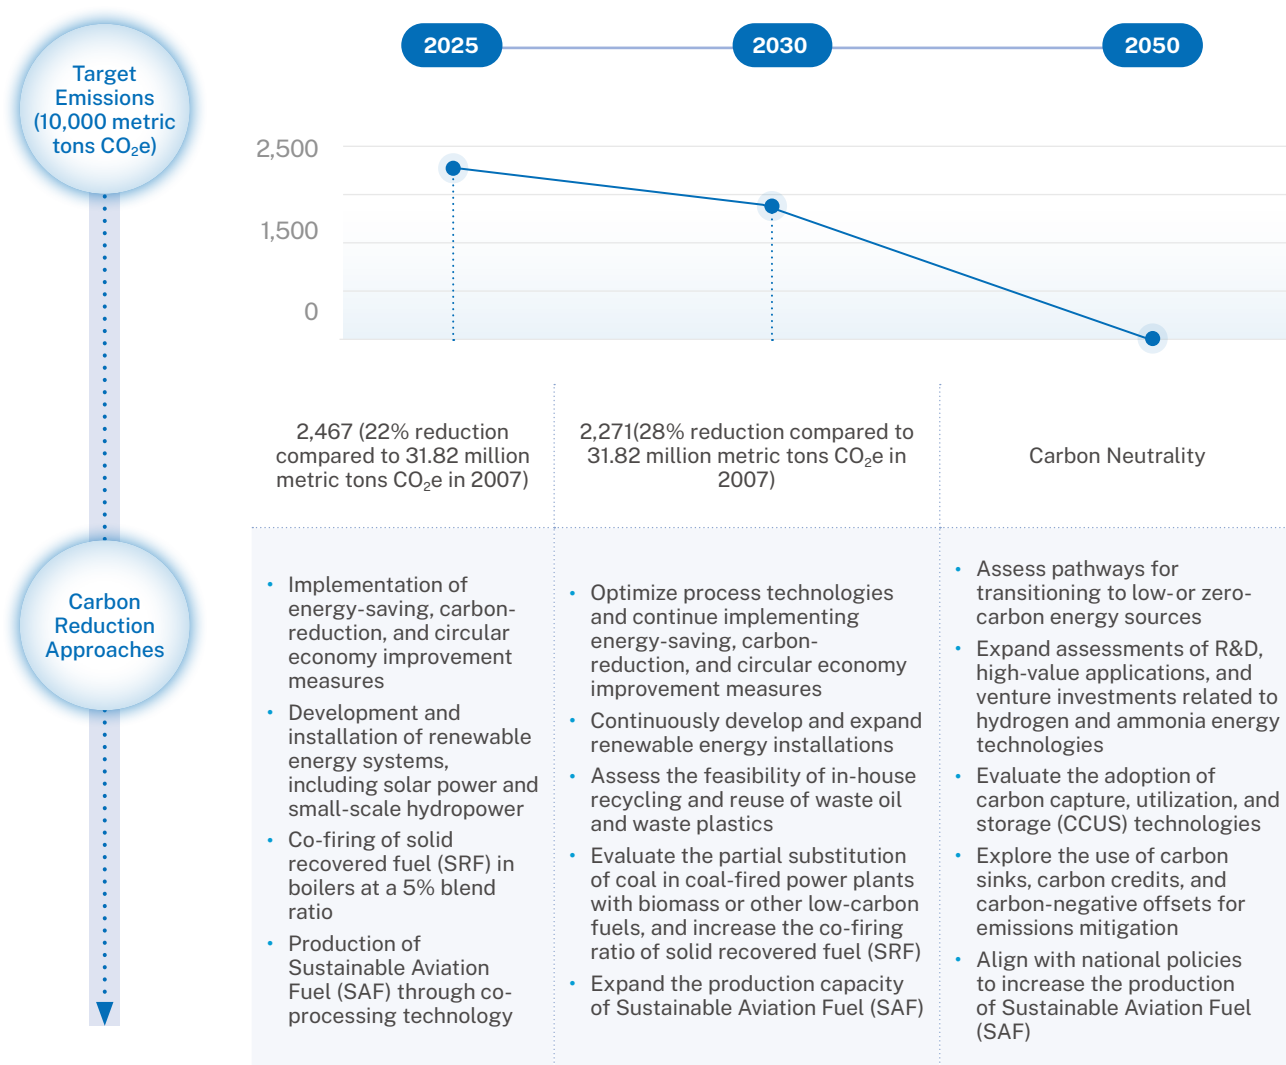 Target
Emissions
(10,000 metric
tons CO₂e)
2025
2030
2050
2,500
1,500
0
2,467 (22% reduction
compared to 31.82 million
metric tons CO₂e in 2007)
2,271(28% reduction compared to
31.82 million metric tons CO₂e in
2007)
Carbon Neutrality
Carbon
Reduction
Approaches
• Implementation of
energy-saving, carbon-
reduction, and circular
economy improvement
measures
• Development and
installation of renewable
energy systems,
including solar power and
small-scale hydropower
• Co-firing of solid
recovered fuel (SRF) in
boilers at a 5% blend
ratio
• Production of
Sustainable Aviation
Fuel (SAF) through co-
processing technology
• Optimize process technologies
and continue implementing
energy-saving, carbon-
reduction, and circular economy
improvement measures
• Continuously develop and expand
renewable energy installations
• Assess the feasibility of in-house
recycling and reuse of waste oil
and waste plastics
• Evaluate the partial substitution
of coal in coal-fired power plants
with biomass or other low-carbon
fuels, and increase the co-firing
ratio of solid recovered fuel (SRF)
• Expand the production capacity
of Sustainable Aviation Fuel (SAF)
• Assess pathways for
transitioning to low-or zero-
carbon energy sources
• Expand assessments of R&D,
high-value applications, and
venture investments related to
hydrogen and ammonia energy
technologies
• Evaluate the adoption of
carbon capture, utilization, and
storage (CCUS) technologies
• Explore the use of carbon
sinks, carbon credits, and
carbon-negative offsets for
emissions mitigation
• Align with national policies
to increase the production
of Sustainable Aviation Fuel
(SAF)